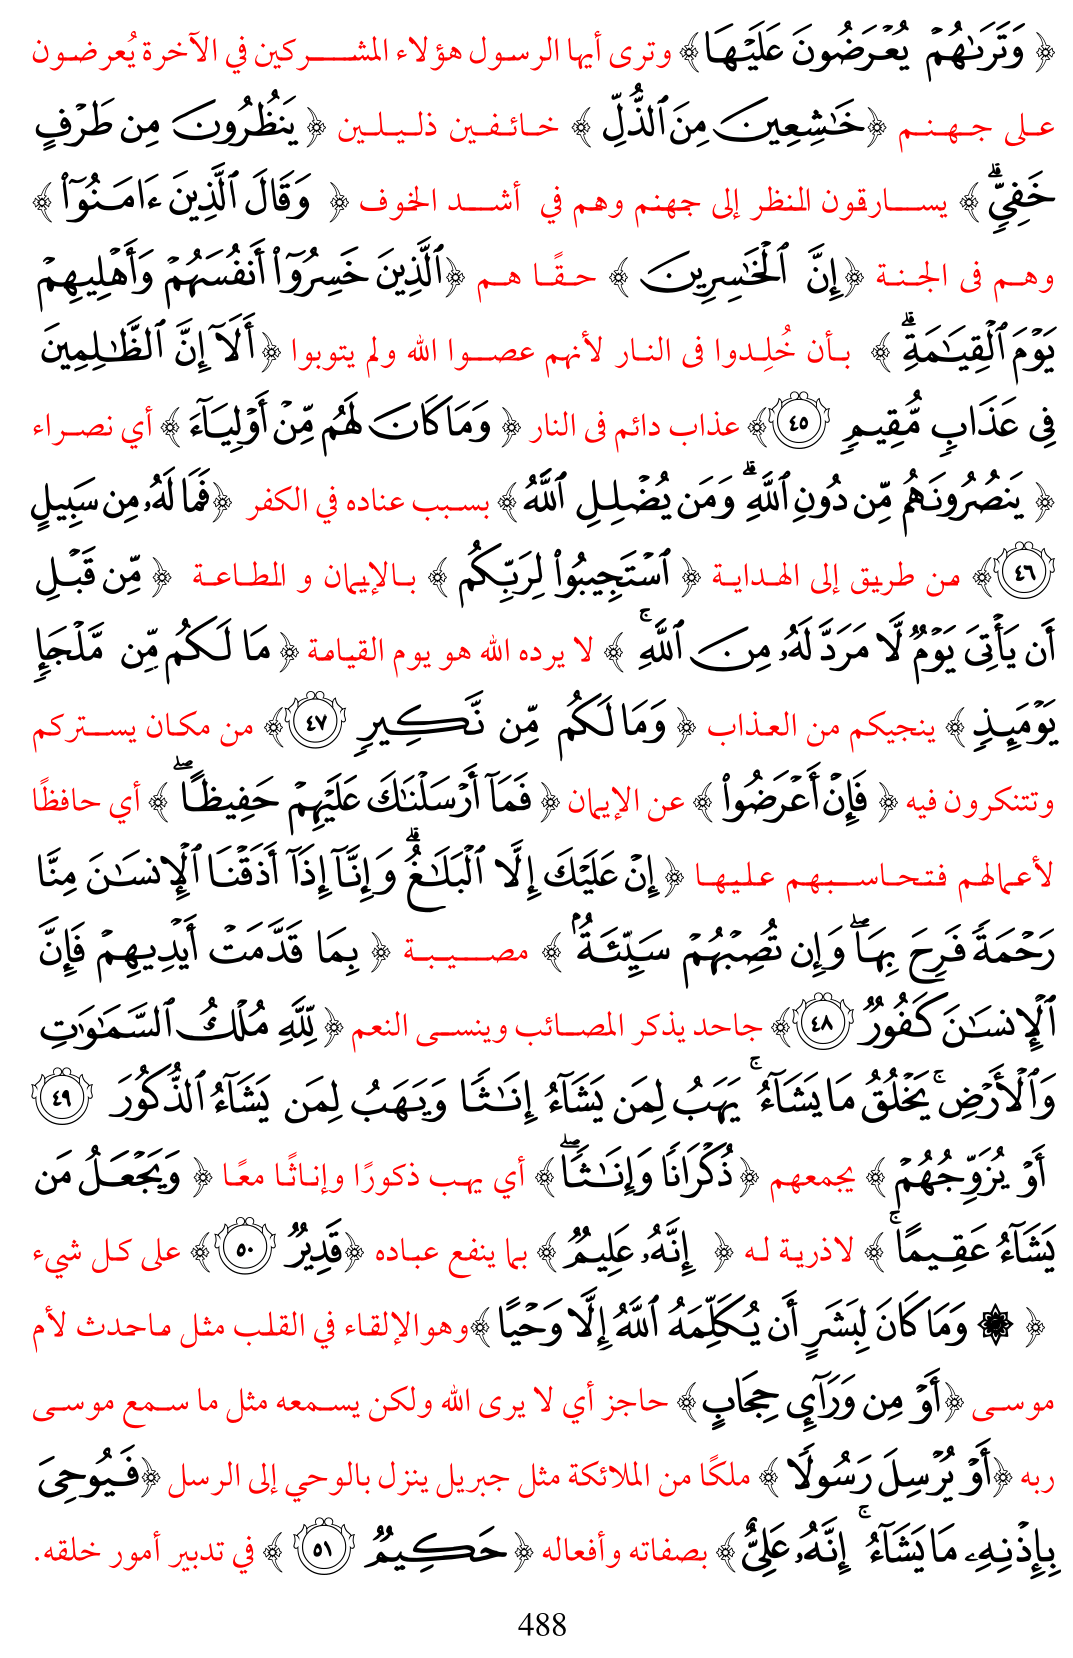 ﴿ وَتَرَىٰهُمۡ يُعۡرَضُونَ عَلَيۡهَا﴾ وترى أيها الرسول هؤلاء المشركين في الآخرة يُعرضون
على جهنم ﴿خَٰشِعِينَ مِنَ ٱلذُّلِّ ﴾ خائفين ذليلين ﴿ يَنظُرُونَ مِن طَرۡفٍ
خَفِيّٖۗ ﴾ يسارقون النظر إلى جهنم وهم في أشد الخوف ﴿ وَقَالَ ٱلَّذِينَ ءَامَنُوٓاْ ﴾
وهم فى الجنة ﴿إِنَّ ٱلۡخَٰسِرِينَ ﴾ حقًا هم ﴿ٱلَّذِينَ خَسِرُوٓاْ أَنفُسَهُمۡ وَأَهۡلِيهِمۡ
يَوۡمَ ٱلۡقِيَٰمَةِۗ ﴾ بأن خُلِدوا فى النار لأنهم عصوا الله ولم يتوبوا ﴿أَلَآ إِنَّ ٱلظَّٰلِمِينَ
فِي عَذَابٖ مُّقِيمٖ ٤٥﴾ عذاب دائم فى النار ﴿ وَمَا كَانَ لَهُم مِّنۡ أَوۡلِيَآءَ ﴾ أي نصراء
﴿ يَنصُرُونَهُم مِّن دُونِ ٱللَّهِۗ وَمَن يُضۡلِلِ ٱللَّهُ﴾ بسبب عناده في الكفر ﴿فَمَا لَهُۥ مِن سَبِيلٍ
٤٦﴾ من طريق إلى الهداية ﴿ ٱسۡتَجِيبُواْ لِرَبِّكُم ﴾ بالإيمان و الطاعة ﴿ مِّن قَبۡلِ
أَن يَأۡتِيَ يَوۡمٞ لَّا مَرَدَّ لَهُۥ مِنَ ٱللَّهِۚ ﴾ لا يرده الله هو يوم القيامة ﴿ مَا لَكُم مِّن مَّلۡجَإٖ
يَوۡمَئِذٖ ﴾ ينجيكم من العذاب ﴿ وَمَا لَكُم مِّن نَّكِيرٖ ٤٧﴾ من مكان يستركم
وتتنكرون فيه ﴿ فَإِنۡ أَعۡرَضُواْ ﴾ عن الإيمان ﴿ فَمَآ أَرۡسَلۡنَٰكَ عَلَيۡهِمۡ حَفِيظًاۖ ﴾ أي حافظًا
لأعمالهم فتحاسبهم عليها ﴿ إِنۡ عَلَيۡكَ إِلَّا ٱلۡبَلَٰغُۗ وَإِنَّآ إِذَآ أَذَقۡنَا ٱلۡإِنسَٰنَ مِنَّا
رَحۡمَةٗ فَرِحَ بِهَاۖ وَإِن تُصِبۡهُمۡ سَيِّئَةُۢ ﴾ مصيبة ﴿ بِمَا قَدَّمَتۡ أَيۡدِيهِمۡ فَإِنَّ
ٱلۡإِنسَٰنَ كَفُورٞ ٤٨﴾ جاحد يذكر المصائب وينسى النعم ﴿ لِّلَّهِ مُلۡكُ ٱلسَّمَٰوَٰتِ
وَٱلۡأَرۡضِۚ يَخۡلُقُ مَا يَشَآءُۚ يَهَبُ لِمَن يَشَآءُ إِنَٰثٗا وَيَهَبُ لِمَن يَشَآءُ ٱلذُّكُورَ ٤٩
أَوۡ يُزَوِّجُهُمۡ ﴾ يجمعهم ﴿ذُكۡرَانٗا وَإِنَٰثٗاۖ﴾ أي يهب ذكورًا وإناثًا معًا ﴿ وَيَجۡعَلُ مَن
يَشَآءُ عَقِيمًاۚ ﴾ لاذرية له ﴿ إِنَّهُۥ عَلِيمٞ ﴾ بما ينفع عباده ﴿قَدِيرٞ ٥٠﴾ على كل شيء
﴿ ۞ وَمَا كَانَ لِبَشَرٍ أَن يُكَلِّمَهُ ٱللَّهُ إِلَّا وَحۡيًا ﴾وهو الإلقاء في القلب مثل ماحدث لأم
موسى ﴿أَوۡ مِن وَرَآيِٕ حِجَابٍ ﴾ حاجز أي لا يرى الله ولكن يسمعه مثل ما سمع موسى
ربه ﴿أَوۡ يُرۡسِلَ رَسُولٗا ﴾ ملكًا من الملائكة مثل جبريل ينزل بالوحي إلى الرسل ﴿فَيُوحِيَ
بِإِذۡنِهِۦ مَا يَشَآءُۚ إِنَّهُۥ عَلِيٌّ ﴾ بصفاته وأفعاله ﴿ حَكِيمٞ ٥١ ﴾ في تدبير أمور خلقه.
488